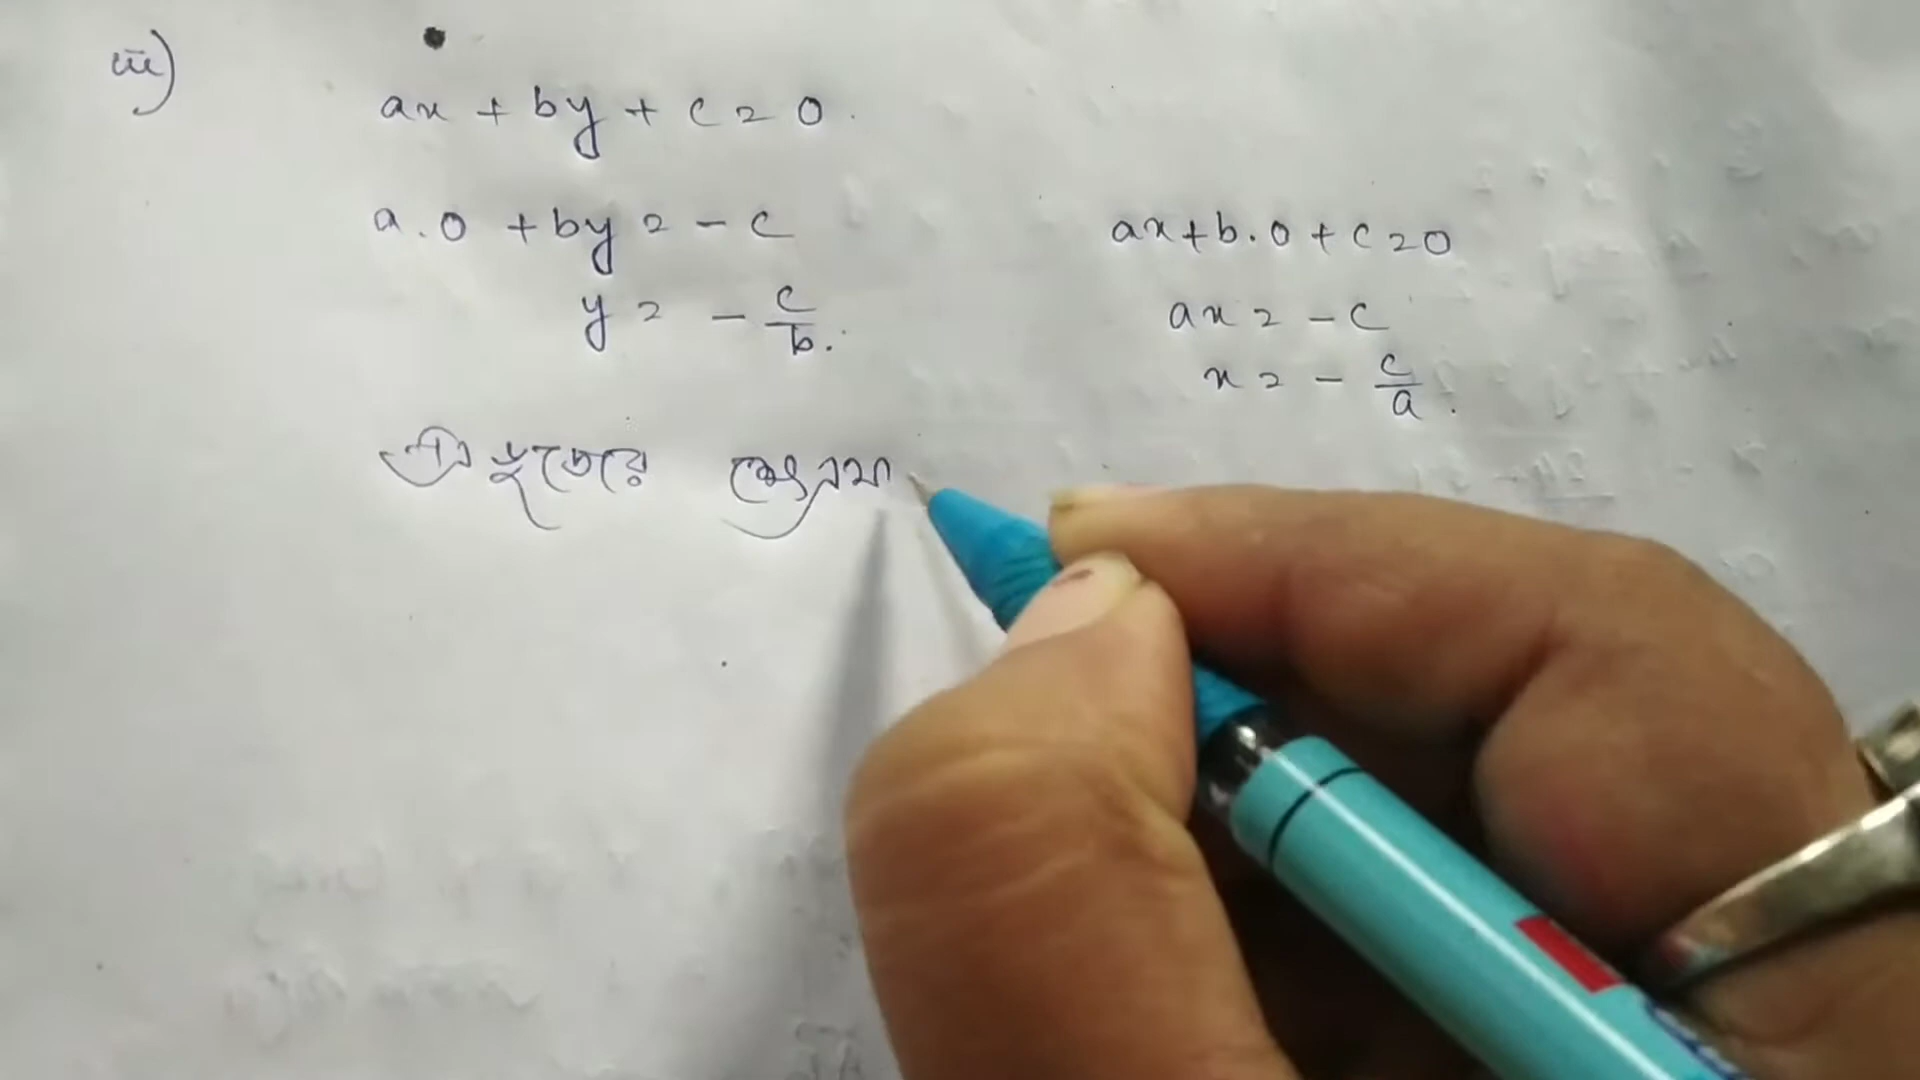 iii)
ax + by + c = 0
a.0 + by = - c
y = - c/b.
ax + b.0 + c = 0
ax = - c
x = - c/a.
ত্রিভুজের